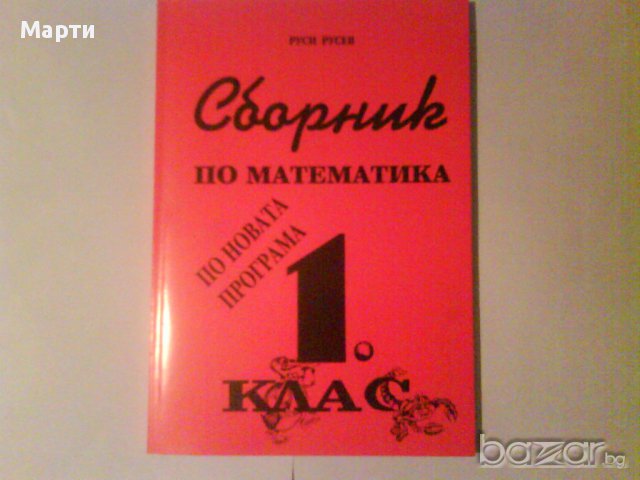 Марти
РУСИ РУСЕВ
Сборник
ПО МАТЕМАТИКА
ПО НОВАТА
ПРОГРАМА
1.
КЛАС
bazar.bg